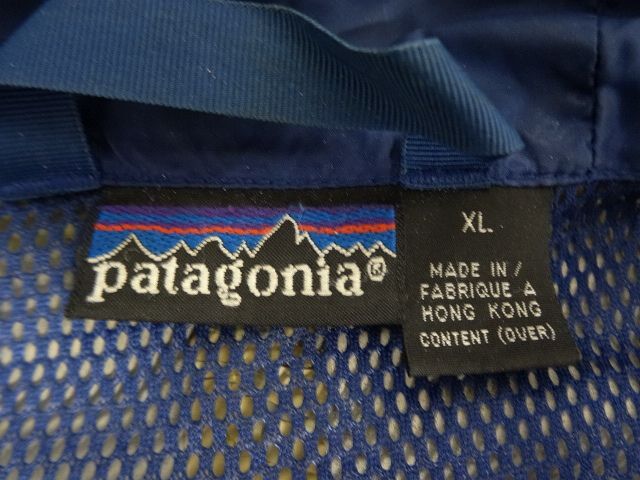 patagonia®
XL
MADE IN /
FABRIQUE A
HONG KONG
CONTENT (OVER)